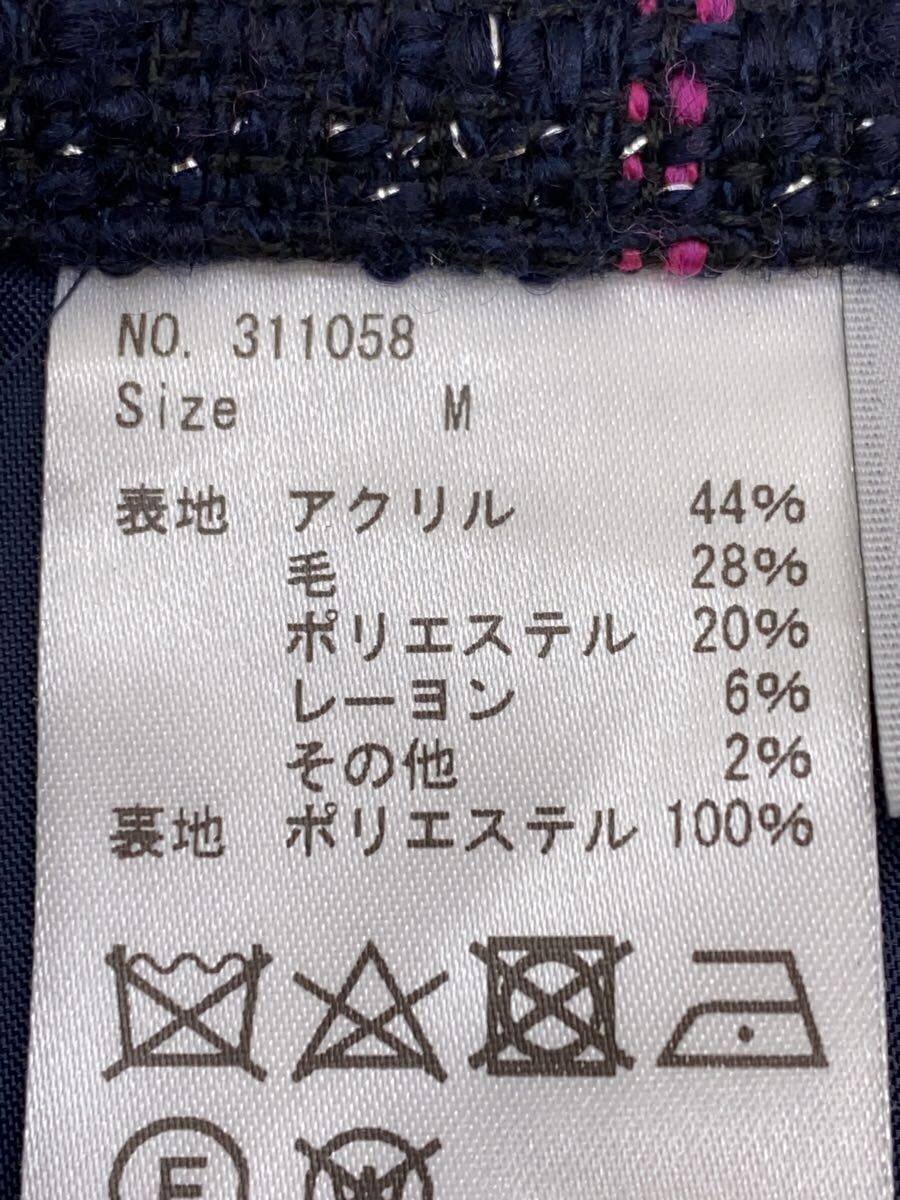 NO. 311058
Size M
表地 アクリル 44%
毛 28%
ポリエステル 20%
レーヨン 6%
その他 2%
裏地 ポリエステル 100%